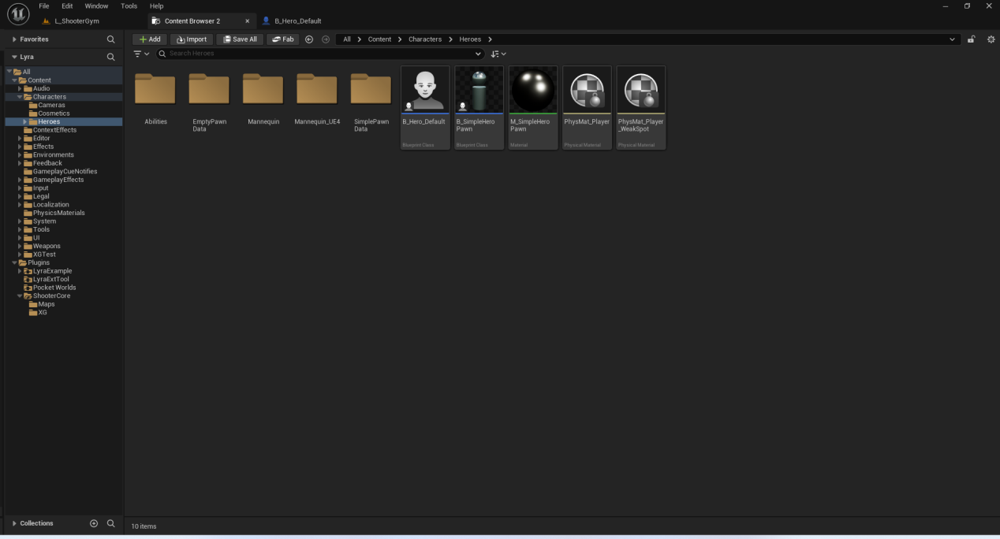 File Edit Window Tools Help
L_ShooterGym Content Browser 2 B_Hero_Default
Favorites
Lyra
All
Content
Audio
Characters
Cameras
Cosmetics
Heroes
ContextEffects
Editor
Effects
Environments
Feedback
GameplayCueNotifies
GameplayEffects
Input
Legal
Localization
PhysicsMaterials
System
Tools
UI
Weapons
XGTest
Plugins
LyraExample
LyraExtTool
Pocket Worlds
ShooterCore
Maps
XG
Collections
Add Import Save All Fab All Content Characters Heroes
Search Heroes
Abilities
EmptyPawn
Data
Mannequin
Mannequin_UE4
SimplePawn
Data
B_Hero_Default
Blueprint Class
B_SimpleHero
Pawn
Blueprint Class
M_SimpleHero
Pawn
Material
PhysMat_Player
Physical Material
PhysMat_Player
_WeakSpot
Physical Material
10 items